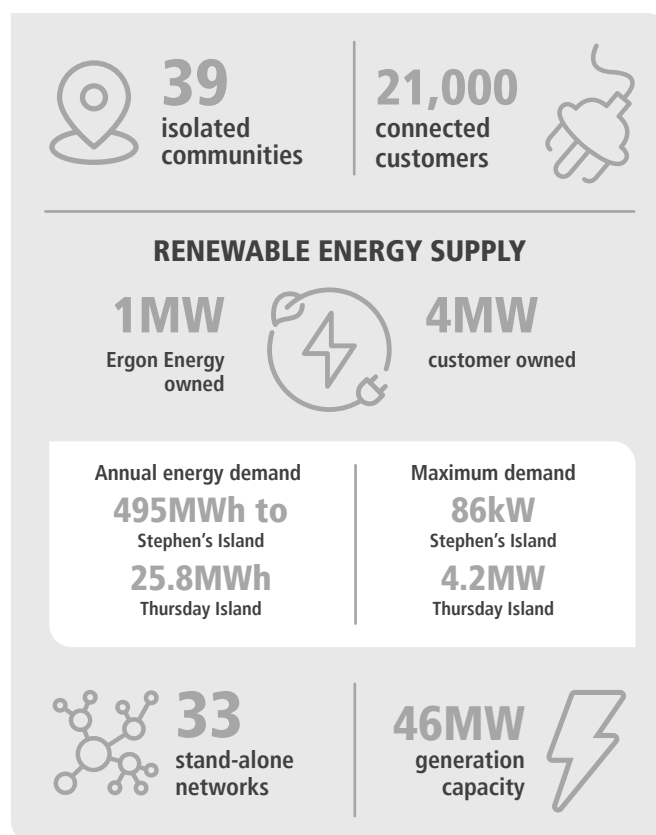 39
isolated
communities
21,000
connected
customers
RENEWABLE ENERGY SUPPLY
1MW
Ergon Energy
owned
4MW
customer owned
Annual energy demand
495MWh to
Stephen's Island
25.8MWh
Thursday Island
Maximum demand
86kW
Stephen's Island
4.2MW
Thursday Island
33
stand-alone
networks
46MW
generation
capacity